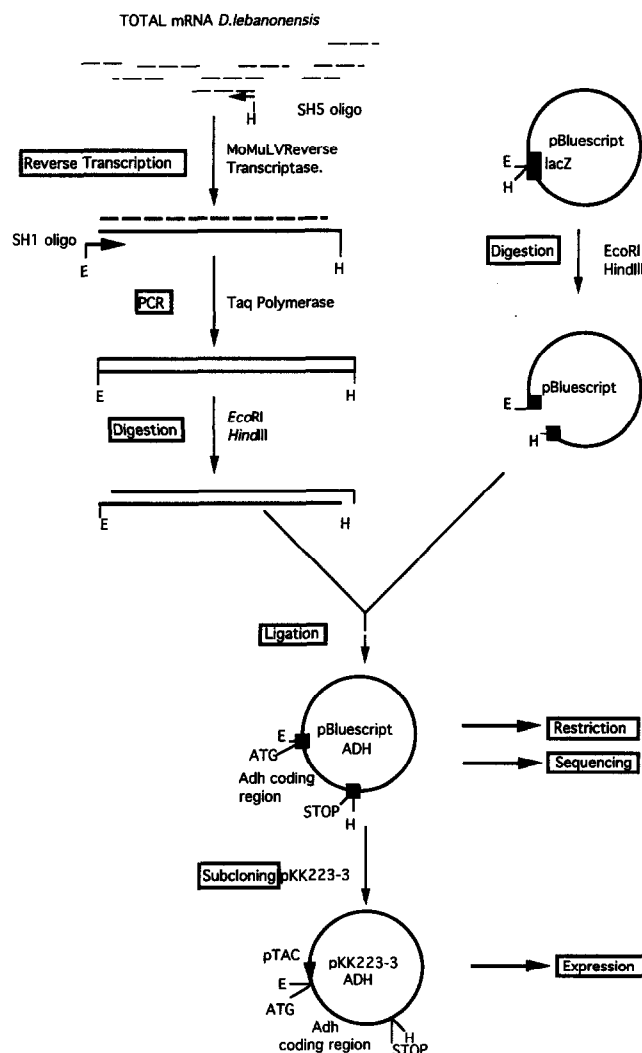 TOTAL mRNA D.lebanonensis
SH5 oligo
H
Reverse Transcription
MoMuLVReverse
Transcriptase.
SH1 oligo
E
H
PCR
Taq Polymerase
E
H
Digestion
EcoRI
HindIII
E
H
pBluescript
lacZ
E
H
Digestion
EcoRI
HindIII
pBluescript
E
H
Ligation
pBluescript
ADH
E
ATG
Adh coding
region
STOP
H
Restriction
Sequencing
Subcloning pKK223-3
pTAC
pKK223-3
ADH
E
ATG
Adh
coding region
H
STOP
Expression